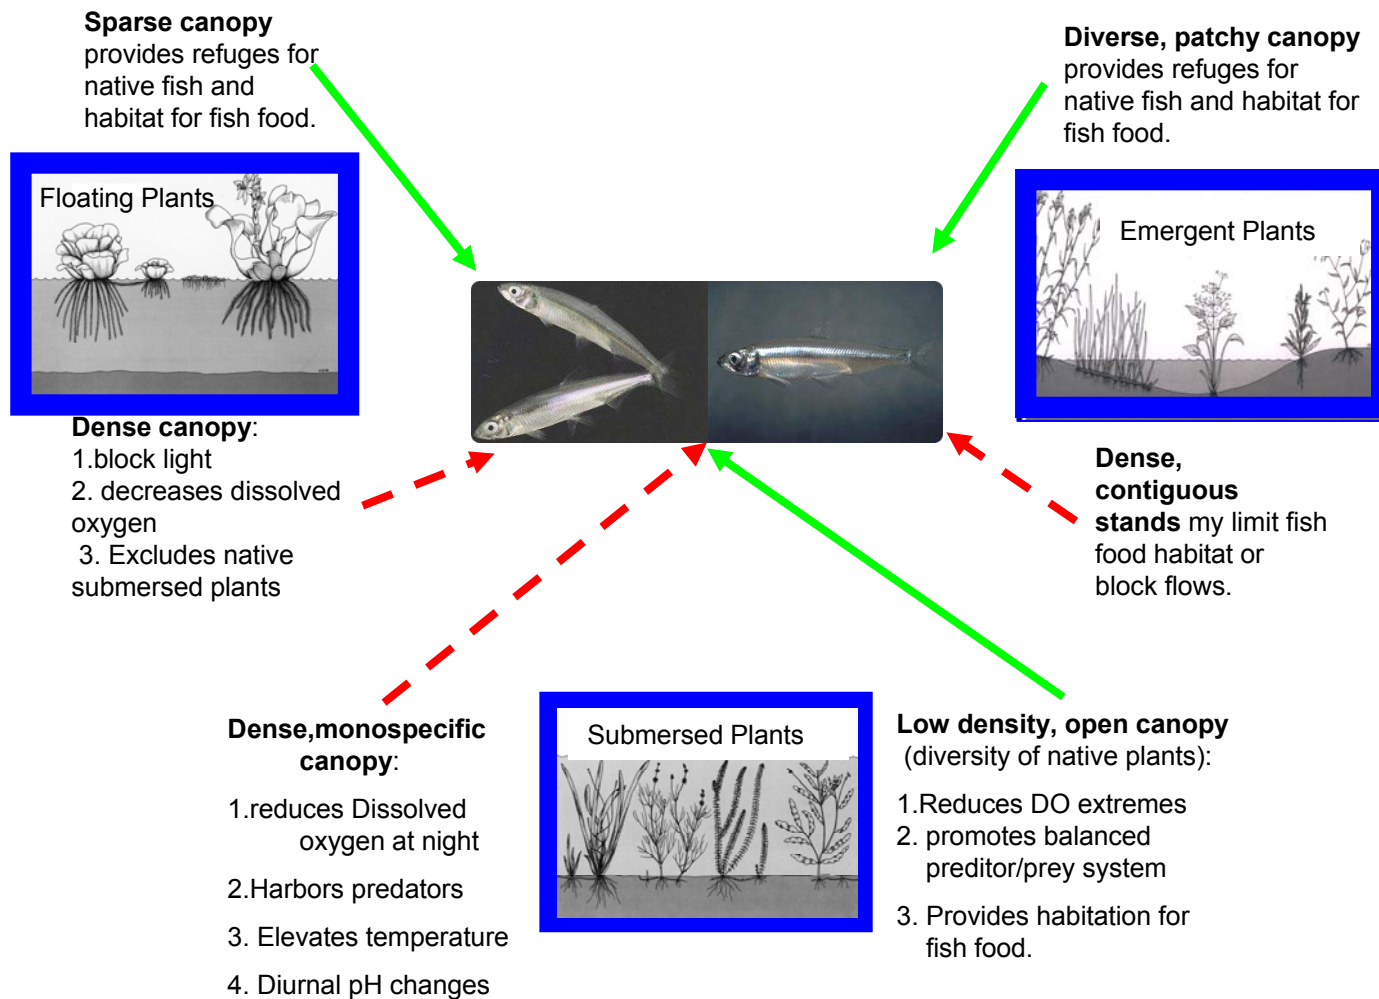 Sparse canopy
provides refuges for
native fish and
habitat for fish food.
Diverse, patchy canopy
provides refuges for
native fish and habitat for
fish food.
Floating Plants
Emergent Plants
Dense canopy:
1.block light
2. decreases dissolved
oxygen
3. Excludes native
submersed plants
Dense,
contiguous
stands my limit fish
food habitat or
block flows.
Dense,monospecific
canopy:
1.reduces Dissolved
oxygen at night
2.Harbors predators
3. Elevates temperature
4. Diurnal pH changes
Submersed Plants
Low density, open canopy
(diversity of native plants):
1.Reduces DO extremes
2. promotes balanced
preditor/prey system
3. Provides habitation for
fish food.